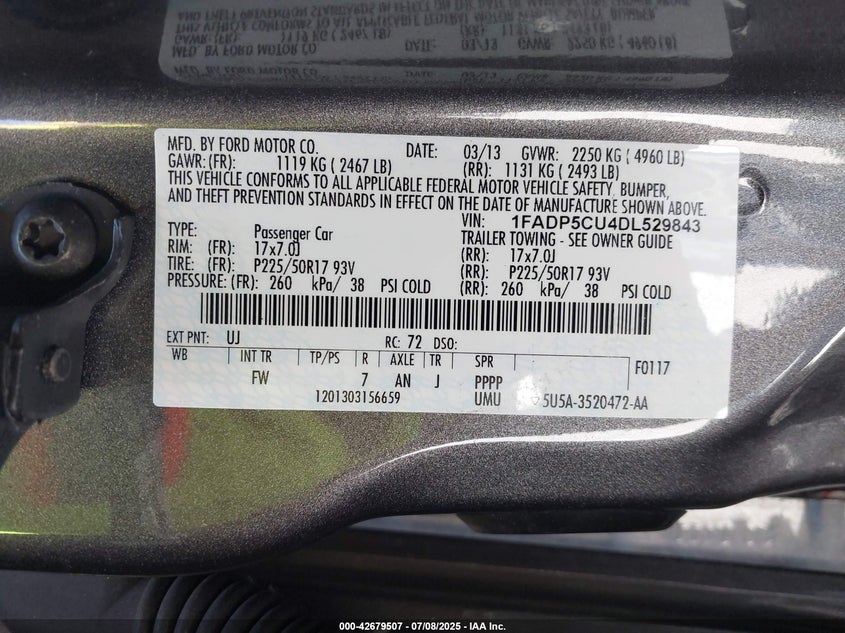 MFD. BY FORD MOTOR CO. DATE: 03/13 GVWR: 2250 KG ( 4960 LB)
GAWR:(FR): 1119 KG ( 2467 LB) (RR): 1131 KG ( 2493 LB)
THIS VEHICLE CONFORMS TO ALL APPLICABLE FEDERAL MOTOR VEHICLE SAFETY, BUMPER,
AND THEFT PREVENTION STANDARDS IN EFFECT ON THE DATE OF MANUFACTURE SHOWN ABOVE.
VIN: 1FADP5CU4DL529843
TYPE: Passenger Car TRAILER TOWING - SEE OWNER GUIDE
RIM: (FR): 17x7.0J (RR): 17x7.0J
TIRE: (FR): P225/50R17 93V (RR): P225/50R17 93V
PRESSURE: (FR): 260 kPa/ 38 PSI COLD (RR): 260 kPa/ 38 PSI COLD
EXT PNT: UJ RC: 72 DSO:
WB INT TR TP/PS R AXLE TR SPR F0117
FW 7 AN J PPPP
1201303156659 UMU 5U5A-3520472-AA
000-42679507 - 07/08/2025 - IAA Inc.